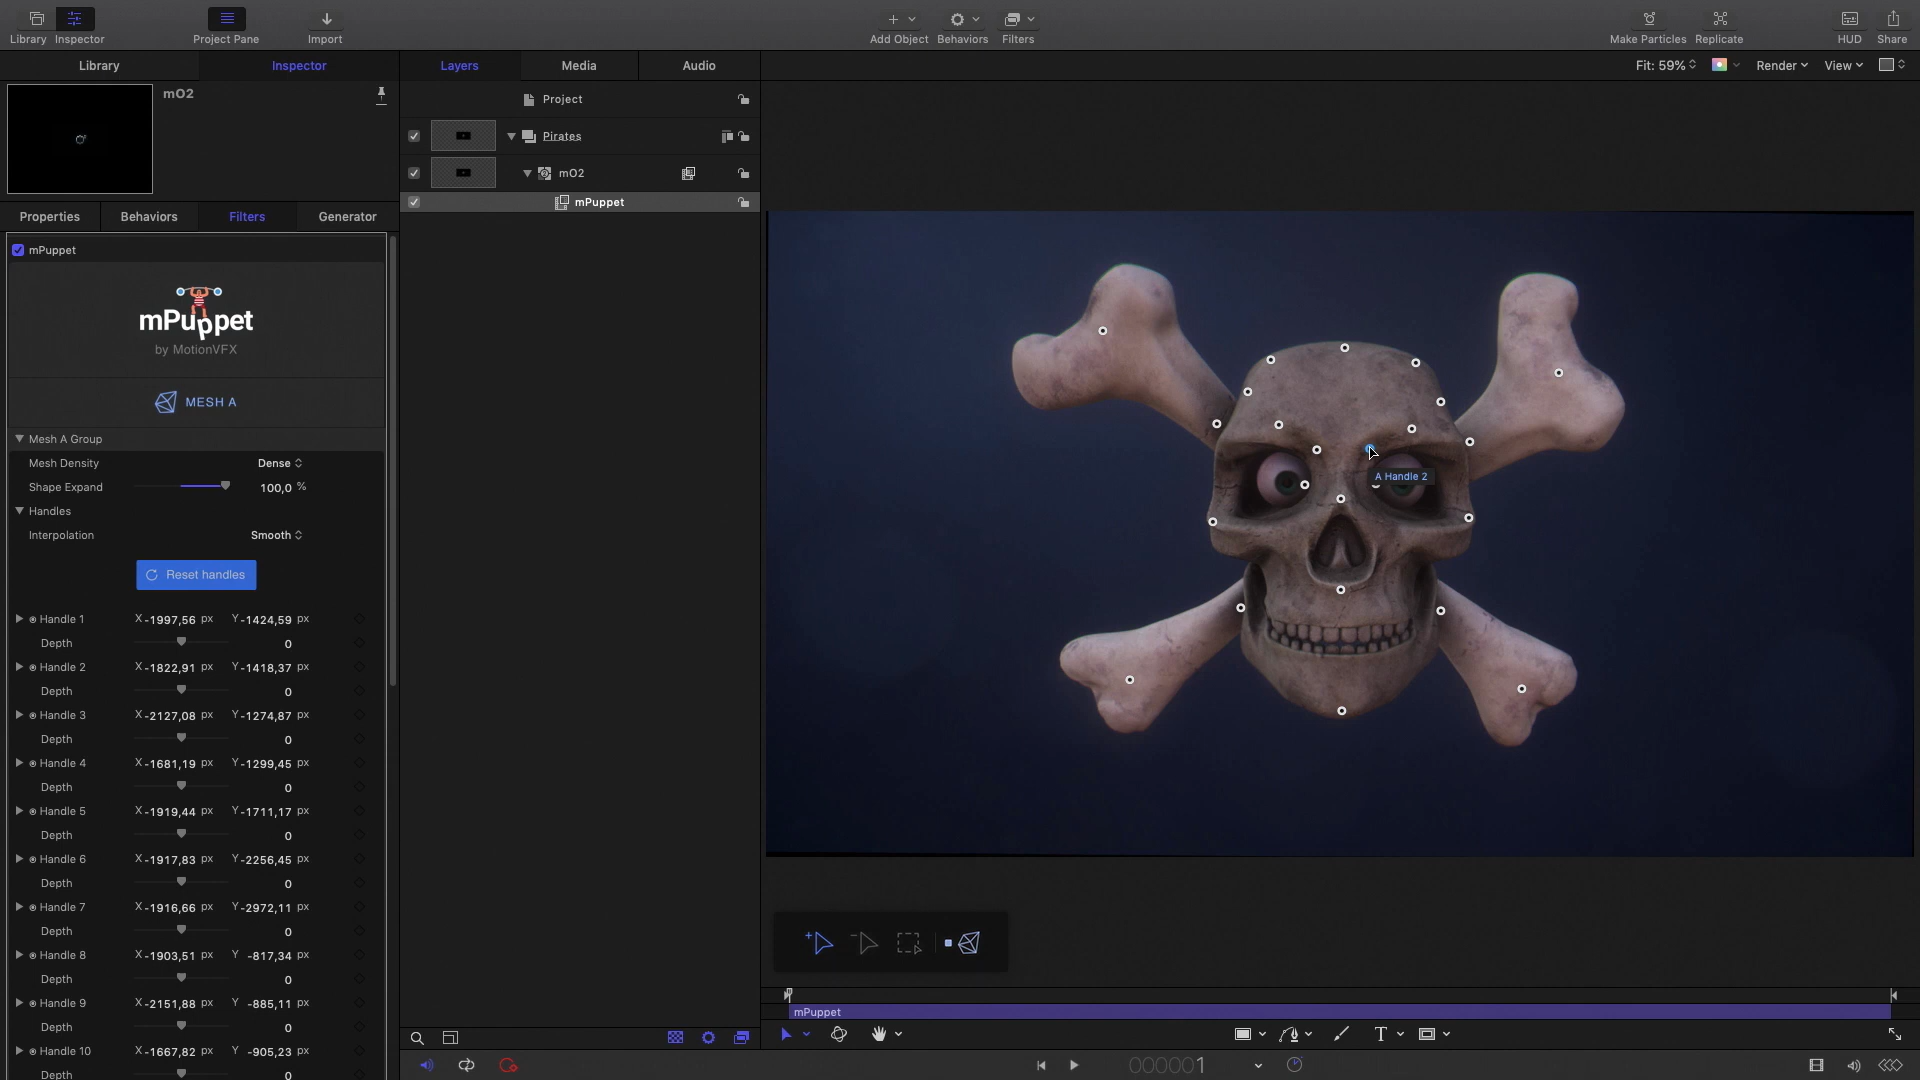 Library
Inspector
Project Pane
Import
Add Object
Behaviors
Filters
Make Particles
Replicate
HUD
Share
Library
Inspector
Layers
Media
Audio
Fit: 59%
Render
View
mO2
Project
Pirates
mO2
mPuppet
Properties
Behaviors
Filters
Generator
mPuppet
mPuppet
by MotionVFX
MESH A
Mesh A Group
Mesh Density Dense
Shape Expand 100,0 %
Handles
Interpolation Smooth
Reset handles
Handle 1 X -1997,56 px Y -1424,59 px
Depth 0
Handle 2 X -1822,91 px Y -1418,37 px
Depth 0
Handle 3 X -2127,08 px Y -1274,87 px
Depth 0
Handle 4 X -1681,19 px Y -1299,45 px
Depth 0
Handle 5 X -1919,44 px Y -1711,17 px
Depth 0
Handle 6 X -1917,83 px Y -2256,45 px
Depth 0
Handle 7 X -1916,66 px Y -2972,11 px
Depth 0
Handle 8 X -1903,51 px Y -817,34 px
Depth 0
Handle 9 X -2151,88 px Y -885,11 px
Depth 0
Handle 10 X -1667,82 px Y -905,23 px
Depth 0
A Handle 2
mPuppet
T
0000001